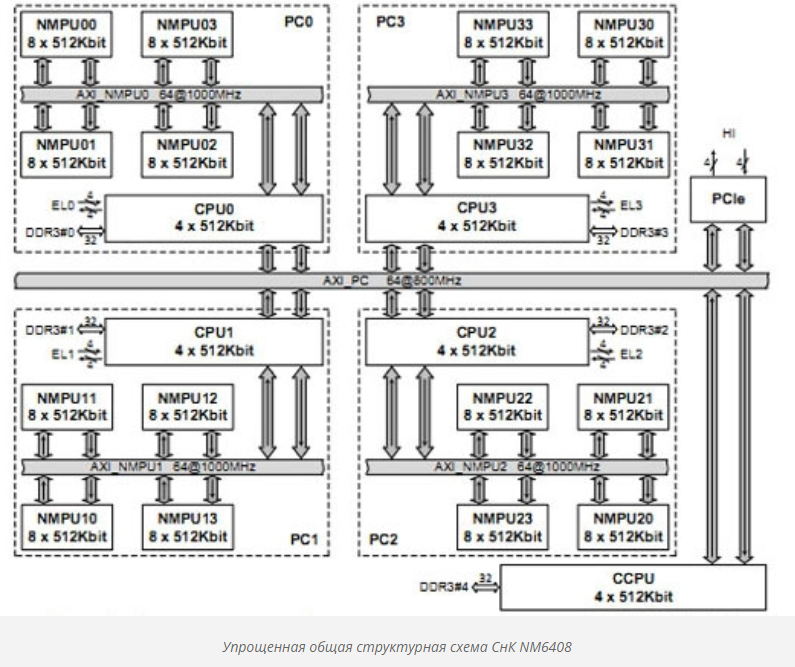 NMPU00
8 x 512Kbit
NMPU03
8 x 512Kbit
PC0
AXI_NMPU0 64@1000MHz
NMPU01
8 x 512Kbit
NMPU02
8 x 512Kbit
EL0
4
4
DDR3#0
32
CPU0
4 x 512Kbit
PC3
NMPU33
8 x 512Kbit
NMPU30
8 x 512Kbit
AXI_NMPU3 64@1000MHz
NMPU32
8 x 512Kbit
NMPU31
8 x 512Kbit
CPU3
4 x 512Kbit
4
4
EL3
32
DDR3#3
HI
4
4
PCIe
AXI_PC 64@800MHz
DDR3#1
32
EL1
4
4
CPU1
4 x 512Kbit
NMPU11
8 x 512Kbit
NMPU12
8 x 512Kbit
AXI_NMPU1 64@1000MHz
NMPU10
8 x 512Kbit
NMPU13
8 x 512Kbit
PC1
CPU2
4 x 512Kbit
32
DDR3#2
4
4
EL2
NMPU22
8 x 512Kbit
NMPU21
8 x 512Kbit
AXI_NMPU2 64@1000MHz
PC2
NMPU23
8 x 512Kbit
NMPU20
8 x 512Kbit
DDR3#4
32
CCPU
4 x 512Kbit
Упрощенная общая структурная схема СнК NM6408